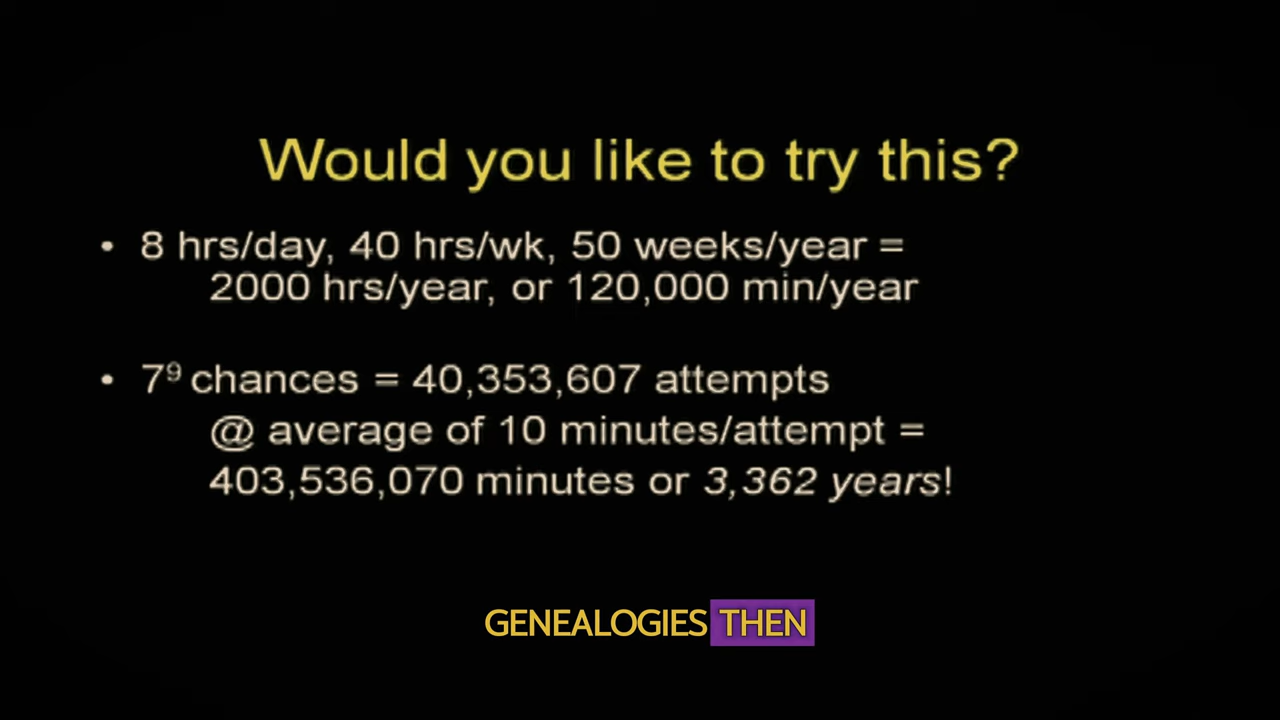 Would you like to try this?
• 8 hrs/day, 40 hrs/wk, 50 weeks/year =
2000 hrs/year, or 120,000 min/year
• 7⁹ chances = 40,353,607 attempts
@ average of 10 minutes/attempt =
403,536,070 minutes or 3,362 years!
GENEALOGIES THEN